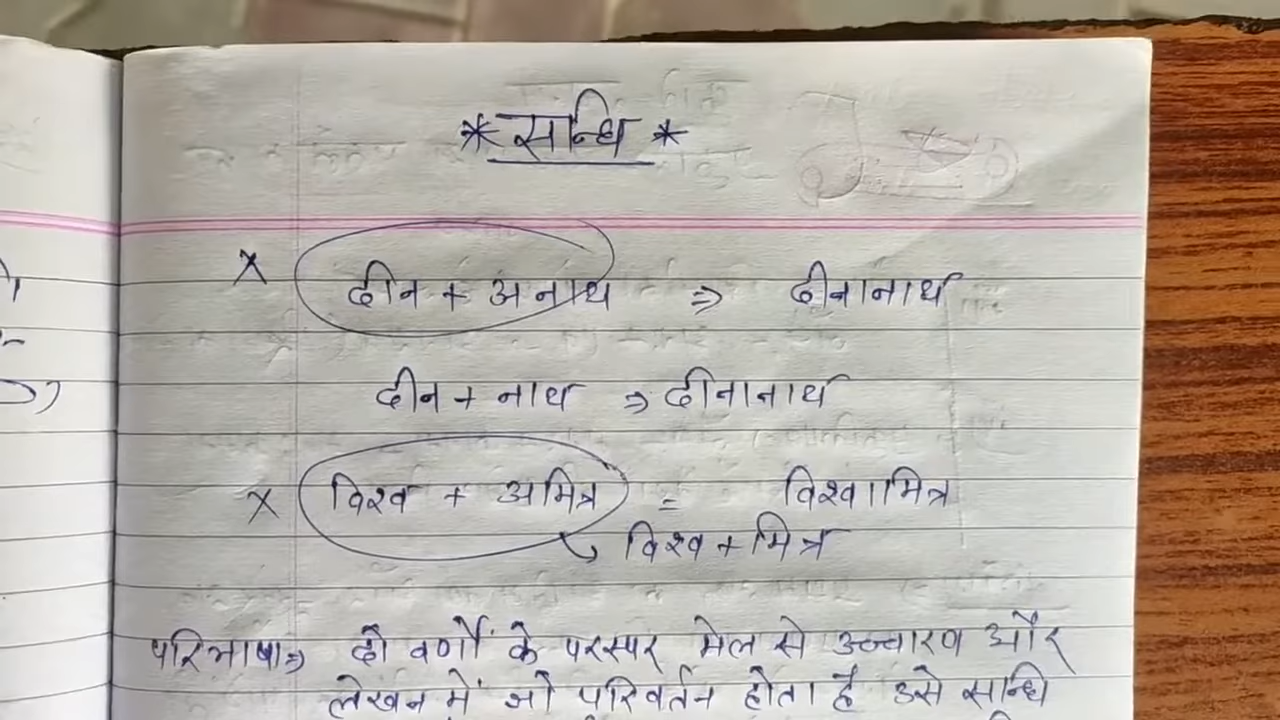 * सन्धि *
x दीन + अनाथ ⇒ दीनानाथ
दीन + नाथ ⇒ दीनानाथ
x विश्व + अमित्र = विश्वामित्र
विश्व + मित्र
परिभाषा⇒ दो वर्णों के परस्पर मेल से उच्चारण और
लेखन में जो परिवर्तन होता है उसे सन्धि